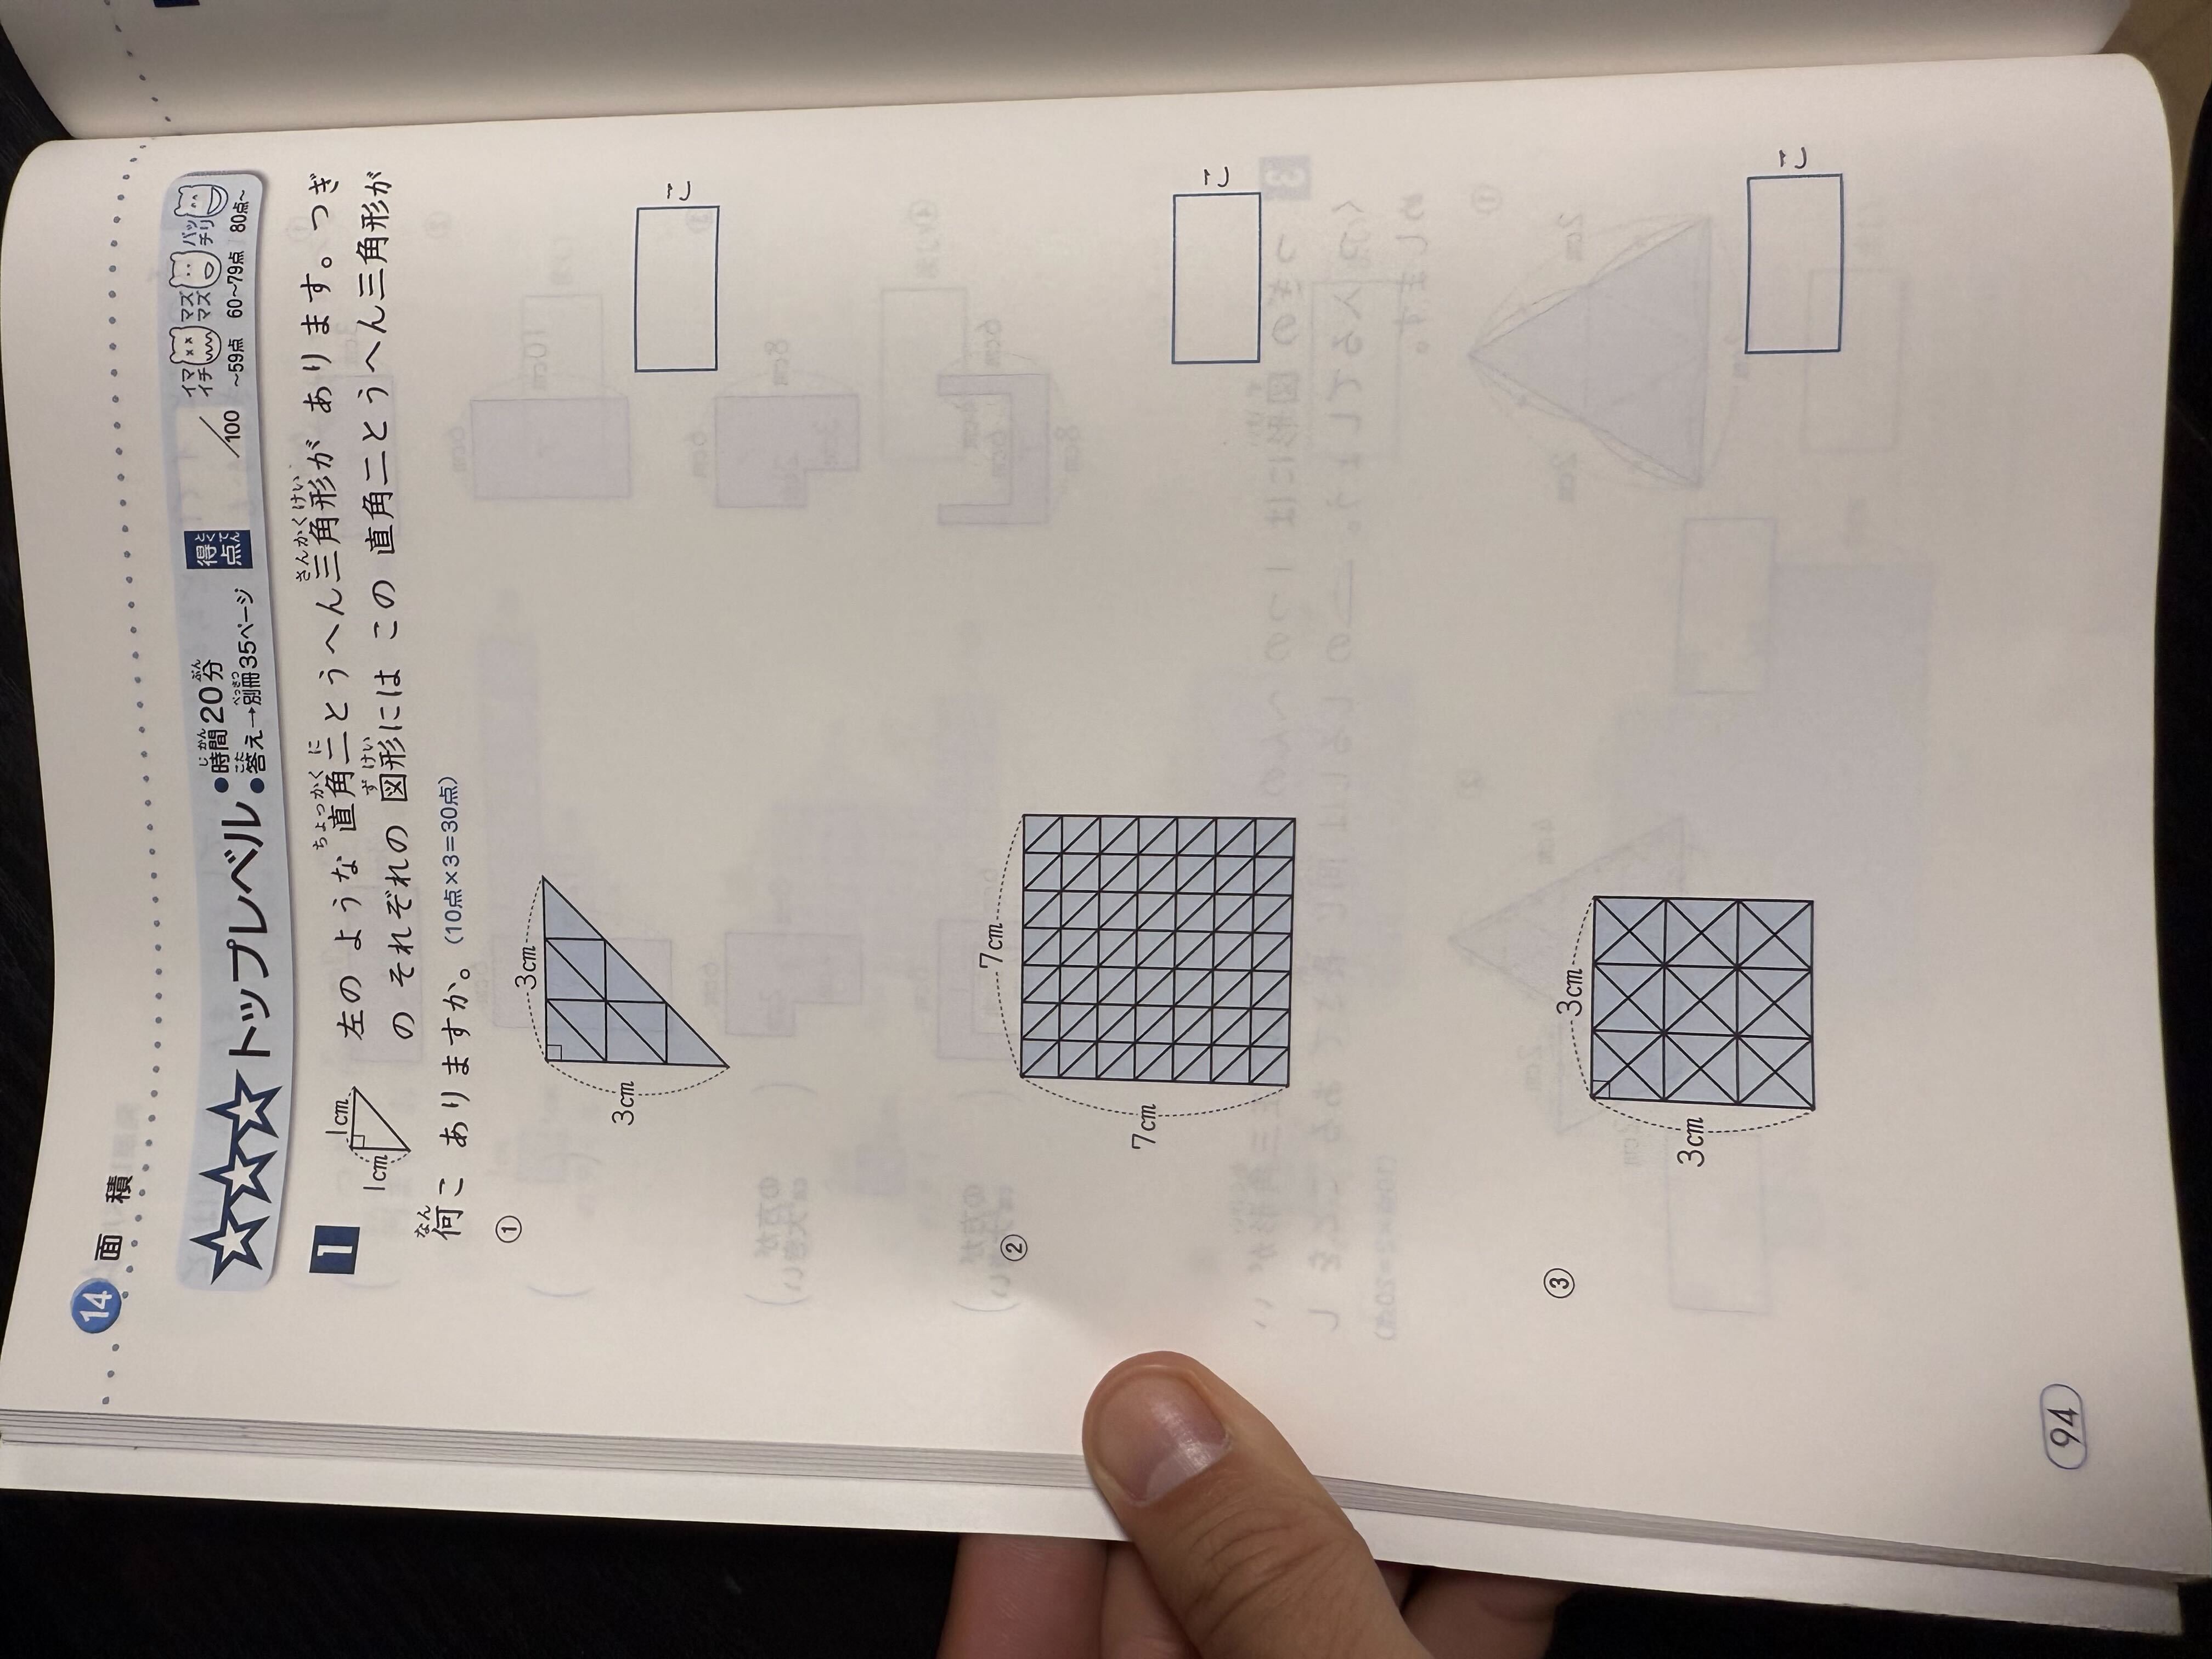 14 面積
トップレベル
●時間20分
●答え→別冊35ページ
得点
／100
イマイチ
～59点
マズマズ
60～79点
バッチリ
80点～
1
1cm
1cm
左のような 直角二とうへん三角形が あります。つぎ
の それぞれの 図形には この 直角二とうへん三角形が
何こ ありますか。(10点×3=30点)
①
3cm
3cm
こ
②
7cm
7cm
こ
③
3cm
3cm
こ
94